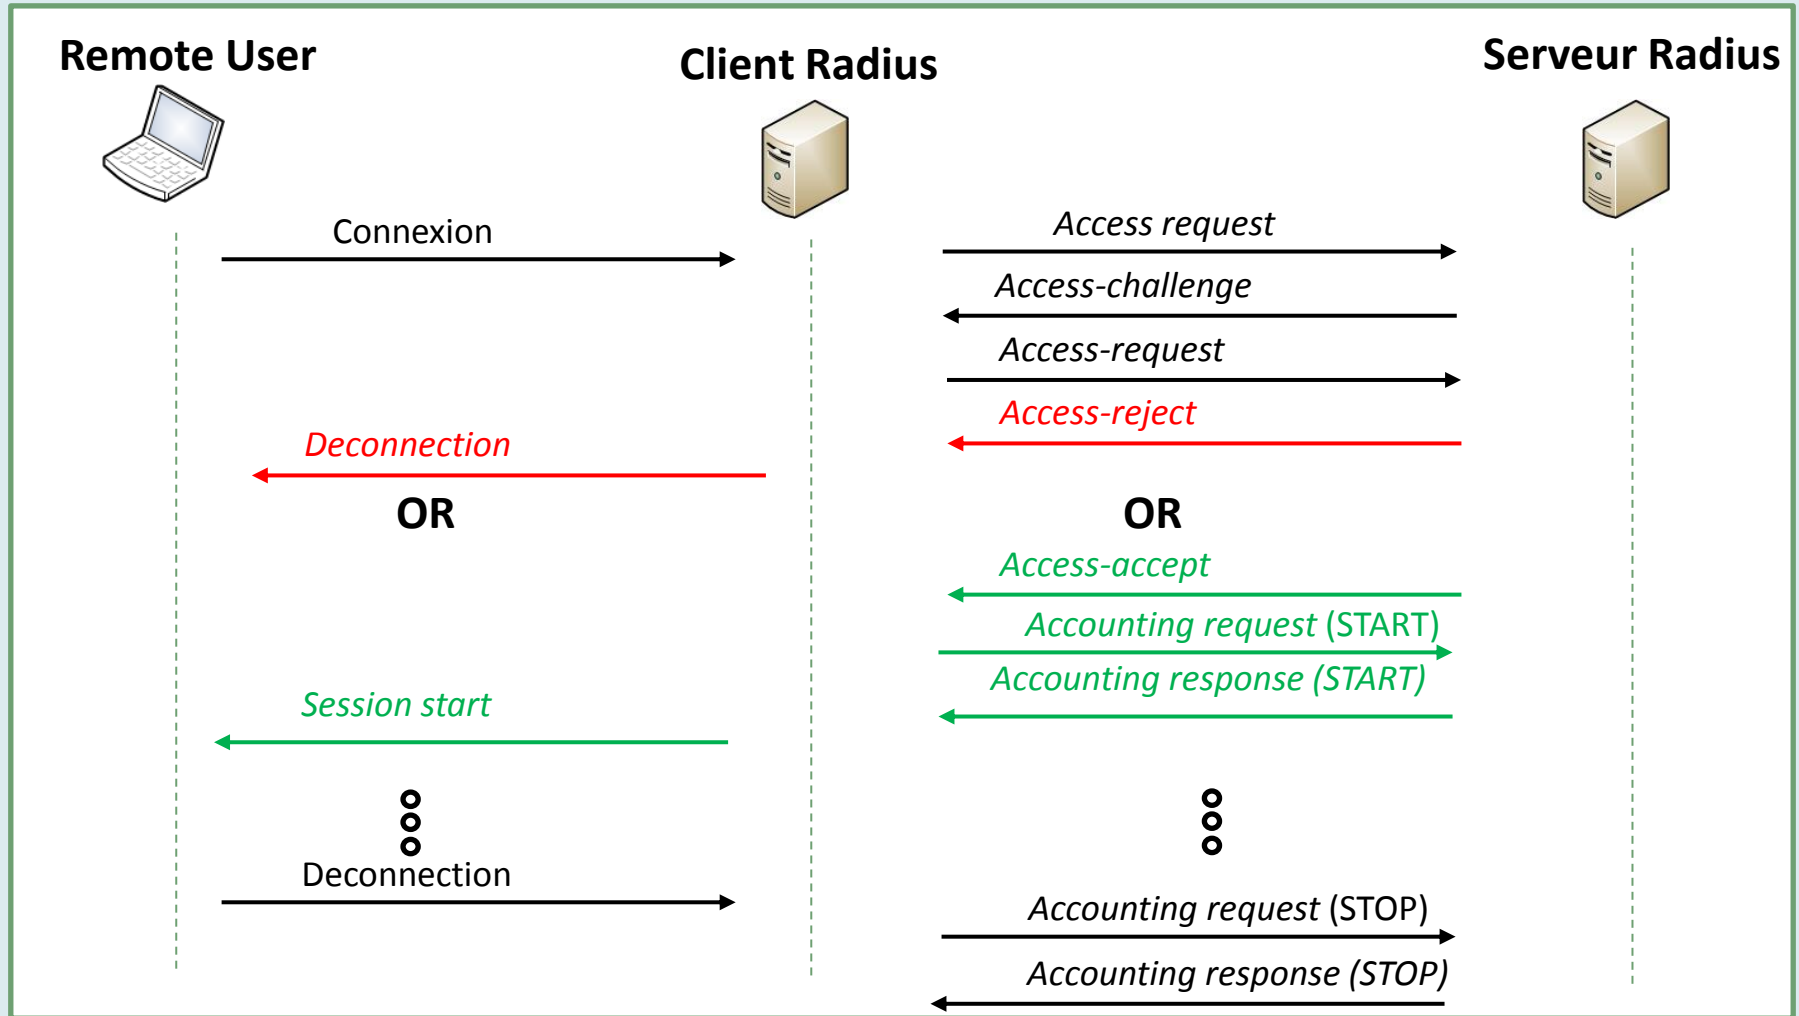 Remote User
Client Radius
Serveur Radius
Connexion
Access request
Access-challenge
Access-request
Access-reject
Deconnection
OR
OR
Access-accept
Accounting request (START)
Accounting response (START)
Session start
Deconnection
Accounting request (STOP)
Accounting response (STOP)